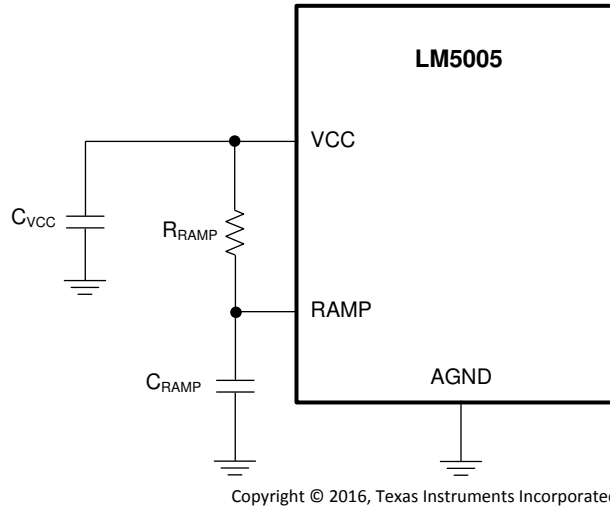 LM5005
VCC
C_VCC
R_RAMP
RAMP
C_RAMP
AGND
Copyright © 2016, Texas Instruments Incorporated